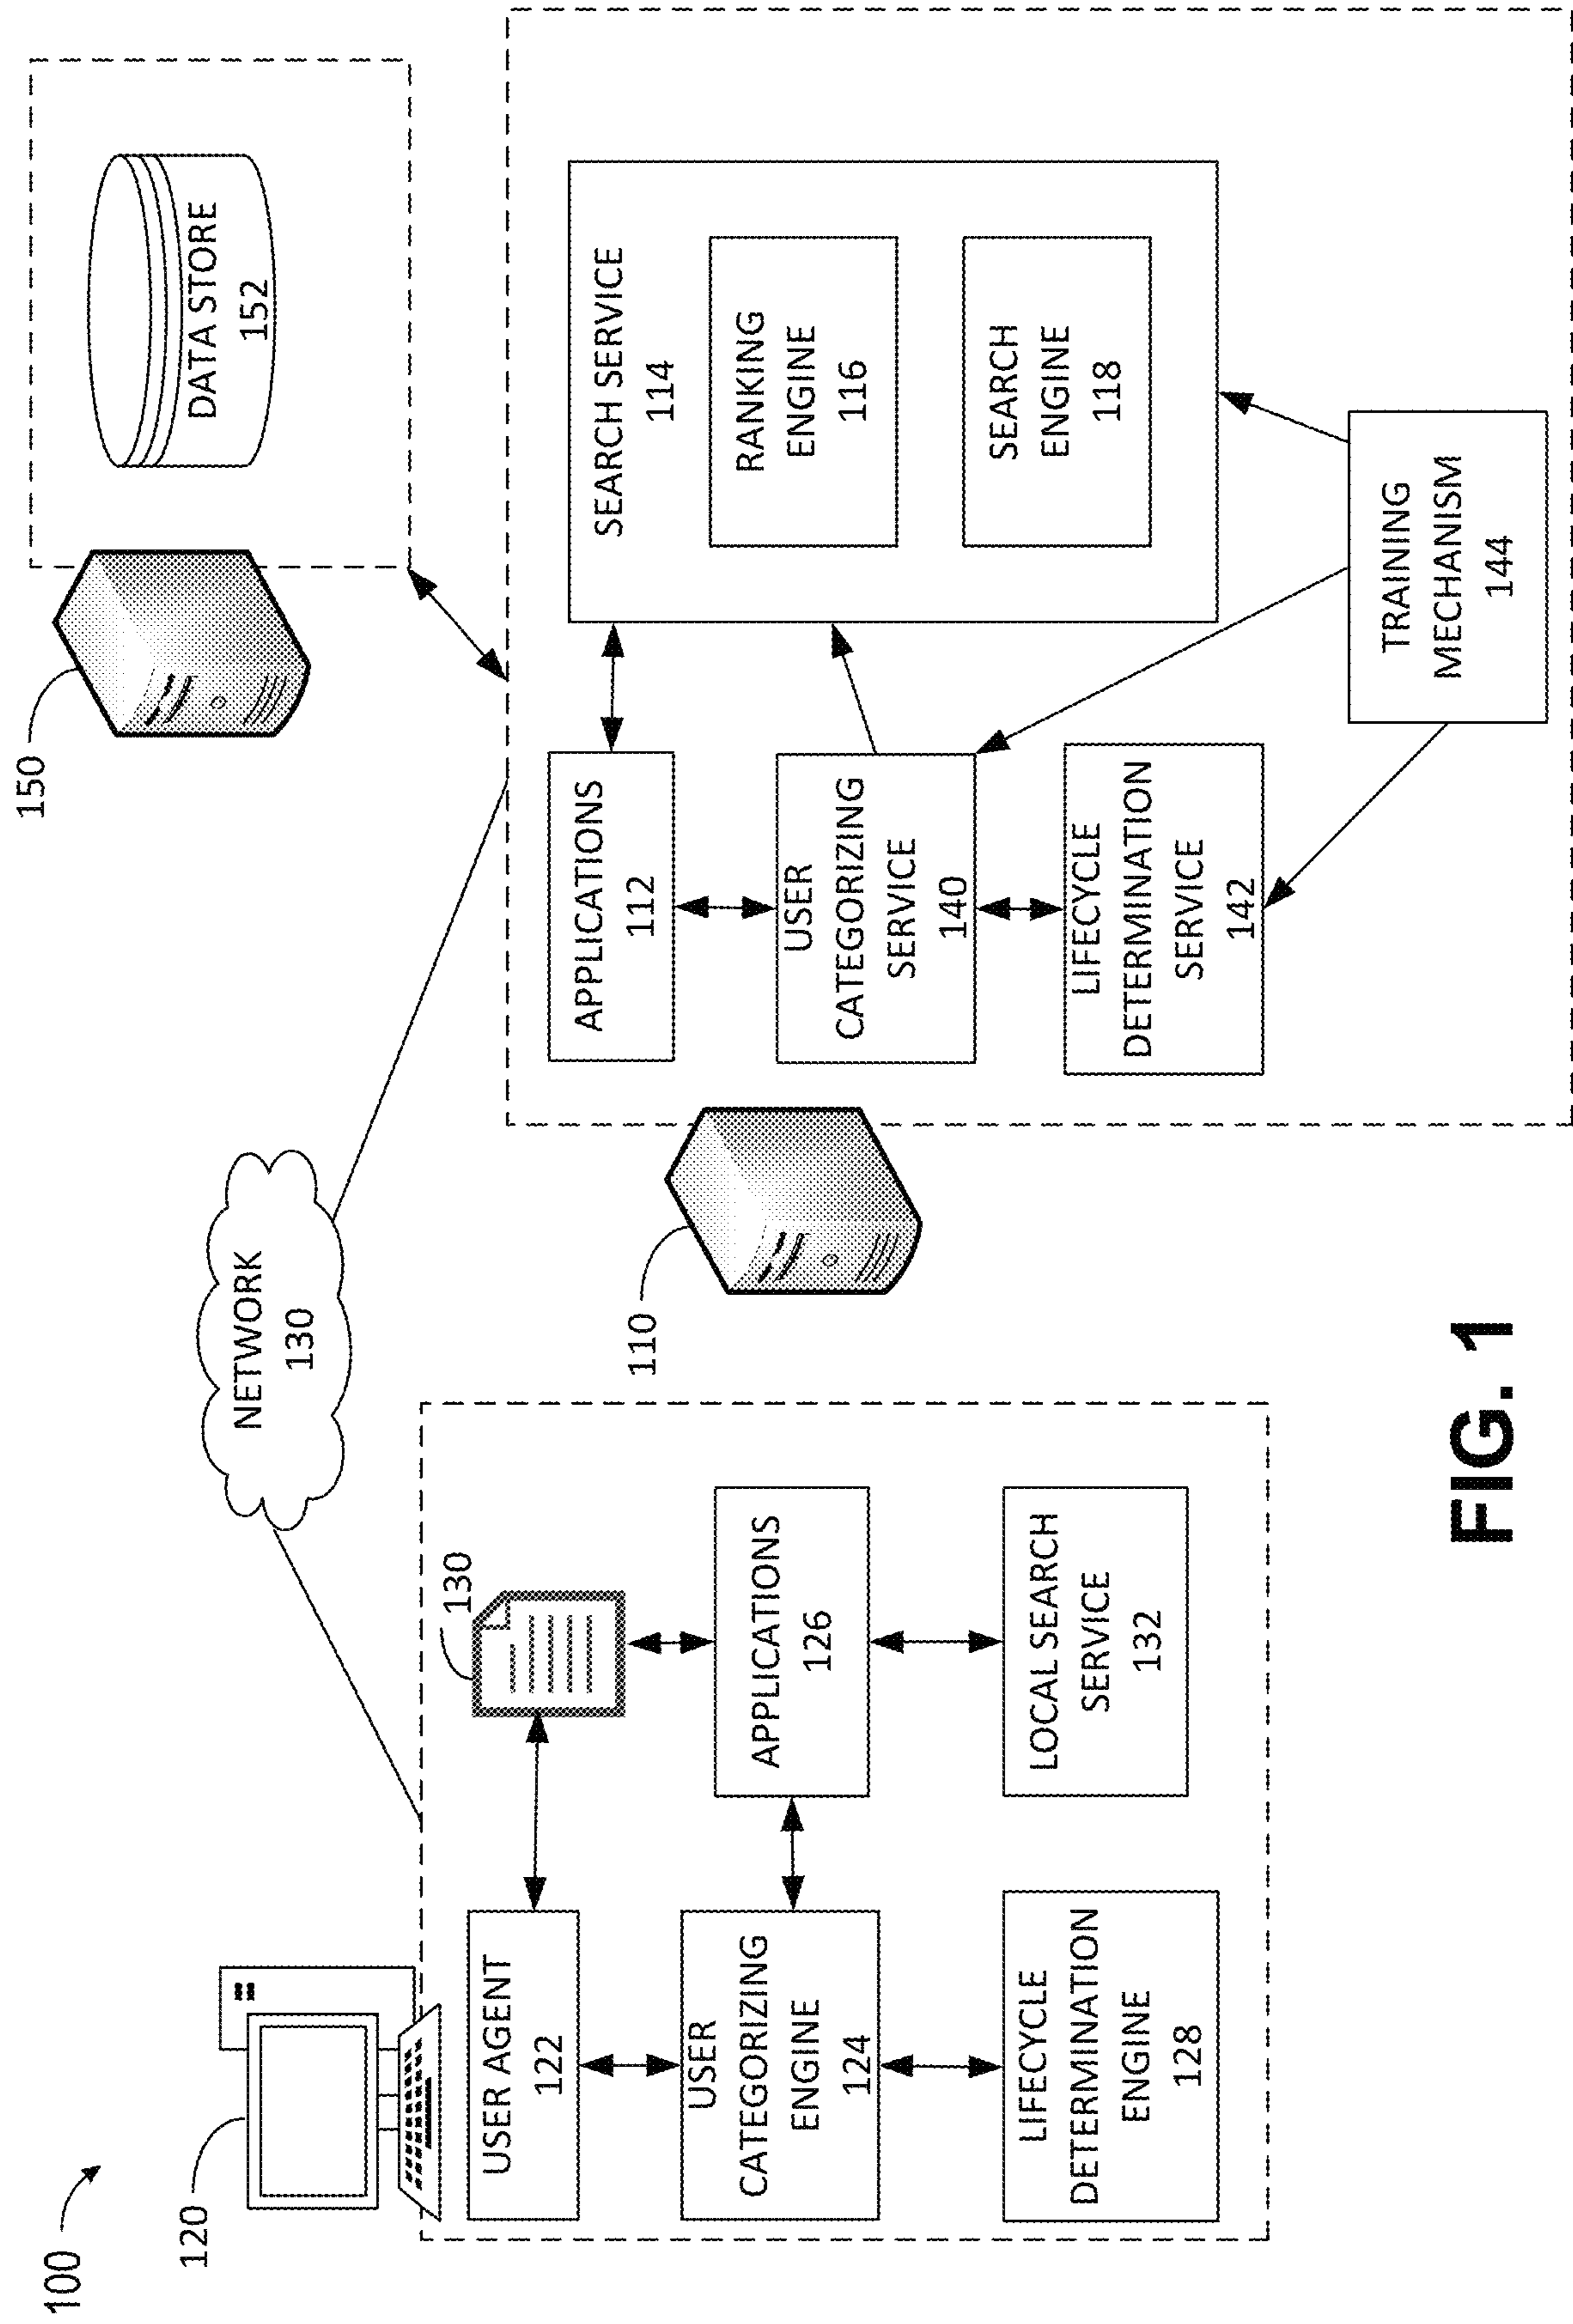 100
120
NETWORK
130
150
DATA STORE
152
USER AGENT
122
130
USER
CATEGORIZING
ENGINE
124
APPLICATIONS
126
LIFECYCLE
DETERMINATION
ENGINE
128
LOCAL SEARCH
SERVICE
132
110
APPLICATIONS
112
SEARCH SERVICE
114
RANKING
ENGINE
116
USER
CATEGORIZING
SERVICE
140
SEARCH
ENGINE
118
LIFECYCLE
DETERMINATION
SERVICE
142
TRAINING
MECHANISM
144
FIG. 1